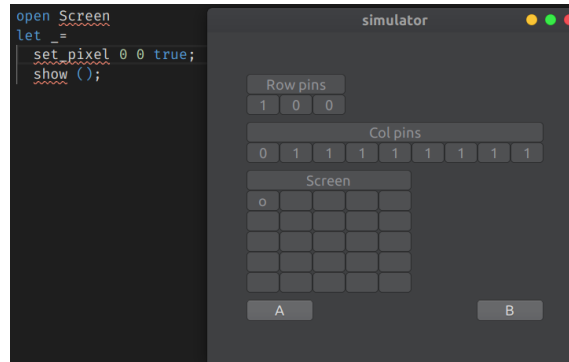 open Screen
let _=
set_pixel 0 0 true;
show ();
simulator
Row pins
1 0 0
Col pins
0 1 1 1 1 1 1 1 1
Screen
o
A B